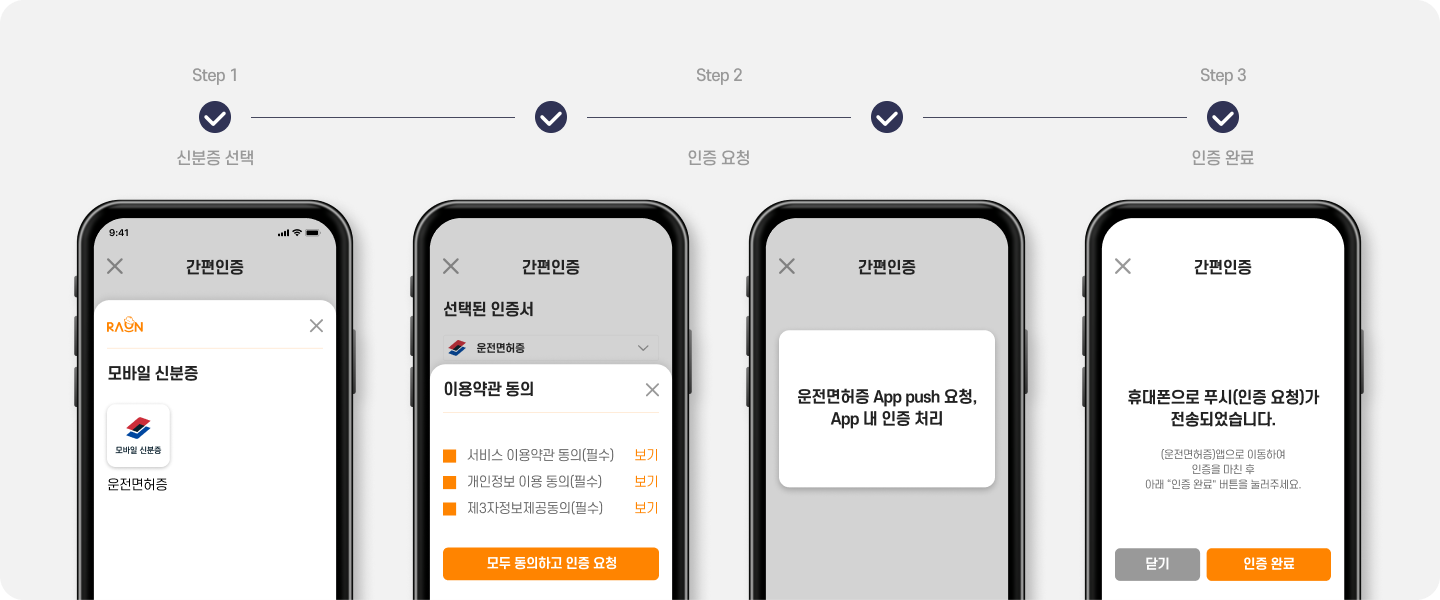 Step 1
Step 2
Step 3
신분증 선택
인증 요청
인증 완료
9:41
간편인증
RAON
모바일 신분증
모바일 신분증
운전면허증
간편인증
선택된 인증서
운전면허증
이용약관 동의
서비스 이용약관 동의(필수) 보기
개인정보 이용 동의(필수) 보기
제3자정보제공동의(필수) 보기
모두 동의하고 인증 요청
간편인증
운전면허증 App push 요청,
App 내 인증 처리
간편인증
휴대폰으로 푸시(인증 요청)가
전송되었습니다.
(운전면허증)앱으로 이동하여
인증을 마친 후
아래 "인증 완료" 버튼을 눌러주세요.
닫기
인증 완료